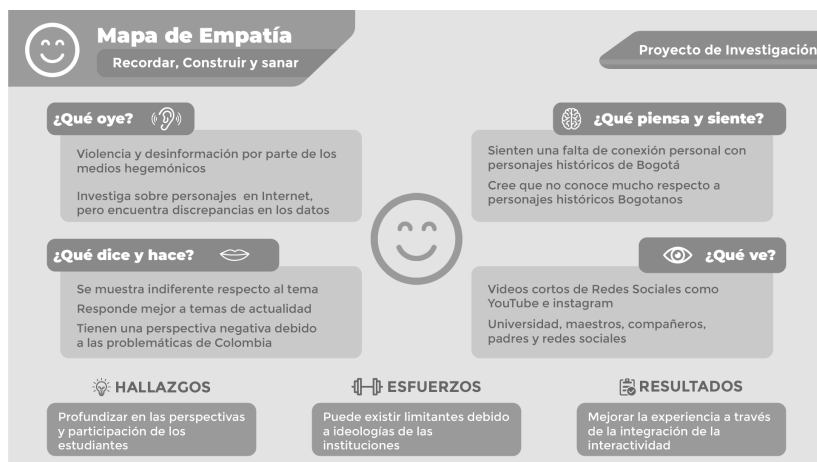 Mapa de Empatía
Recordar, Construir y sanar
Proyecto de Investigación
¿Qué oye?
Violencia y desinformación por parte de los
medios hegemónicos
Investiga sobre personajes en Internet,
pero encuentra discrepancias en los datos
¿Qué piensa y siente?
Sienten una falta de conexión personal con
personajes históricos de Bogotá
Cree que no conoce mucho respecto a
personajes históricos Bogotanos
¿Qué dice y hace?
Se muestra indiferente respecto al tema
Responde mejor a temas de actualidad
Tienen una perspectiva negativa debido
a las problemáticas de Colombia
¿Qué ve?
Videos cortos de Redes Sociales como
YouTube e instagram
Universidad, maestros, compañeros,
padres y redes sociales
HALLAZGOS
Profundizar en las perspectivas
y participación de los
estudiantes
ESFUERZOS
Puede existir limitantes debido
a ideologías de las
instituciones
RESULTADOS
Mejorar la experiencia a través
de la integración de la
interactividad